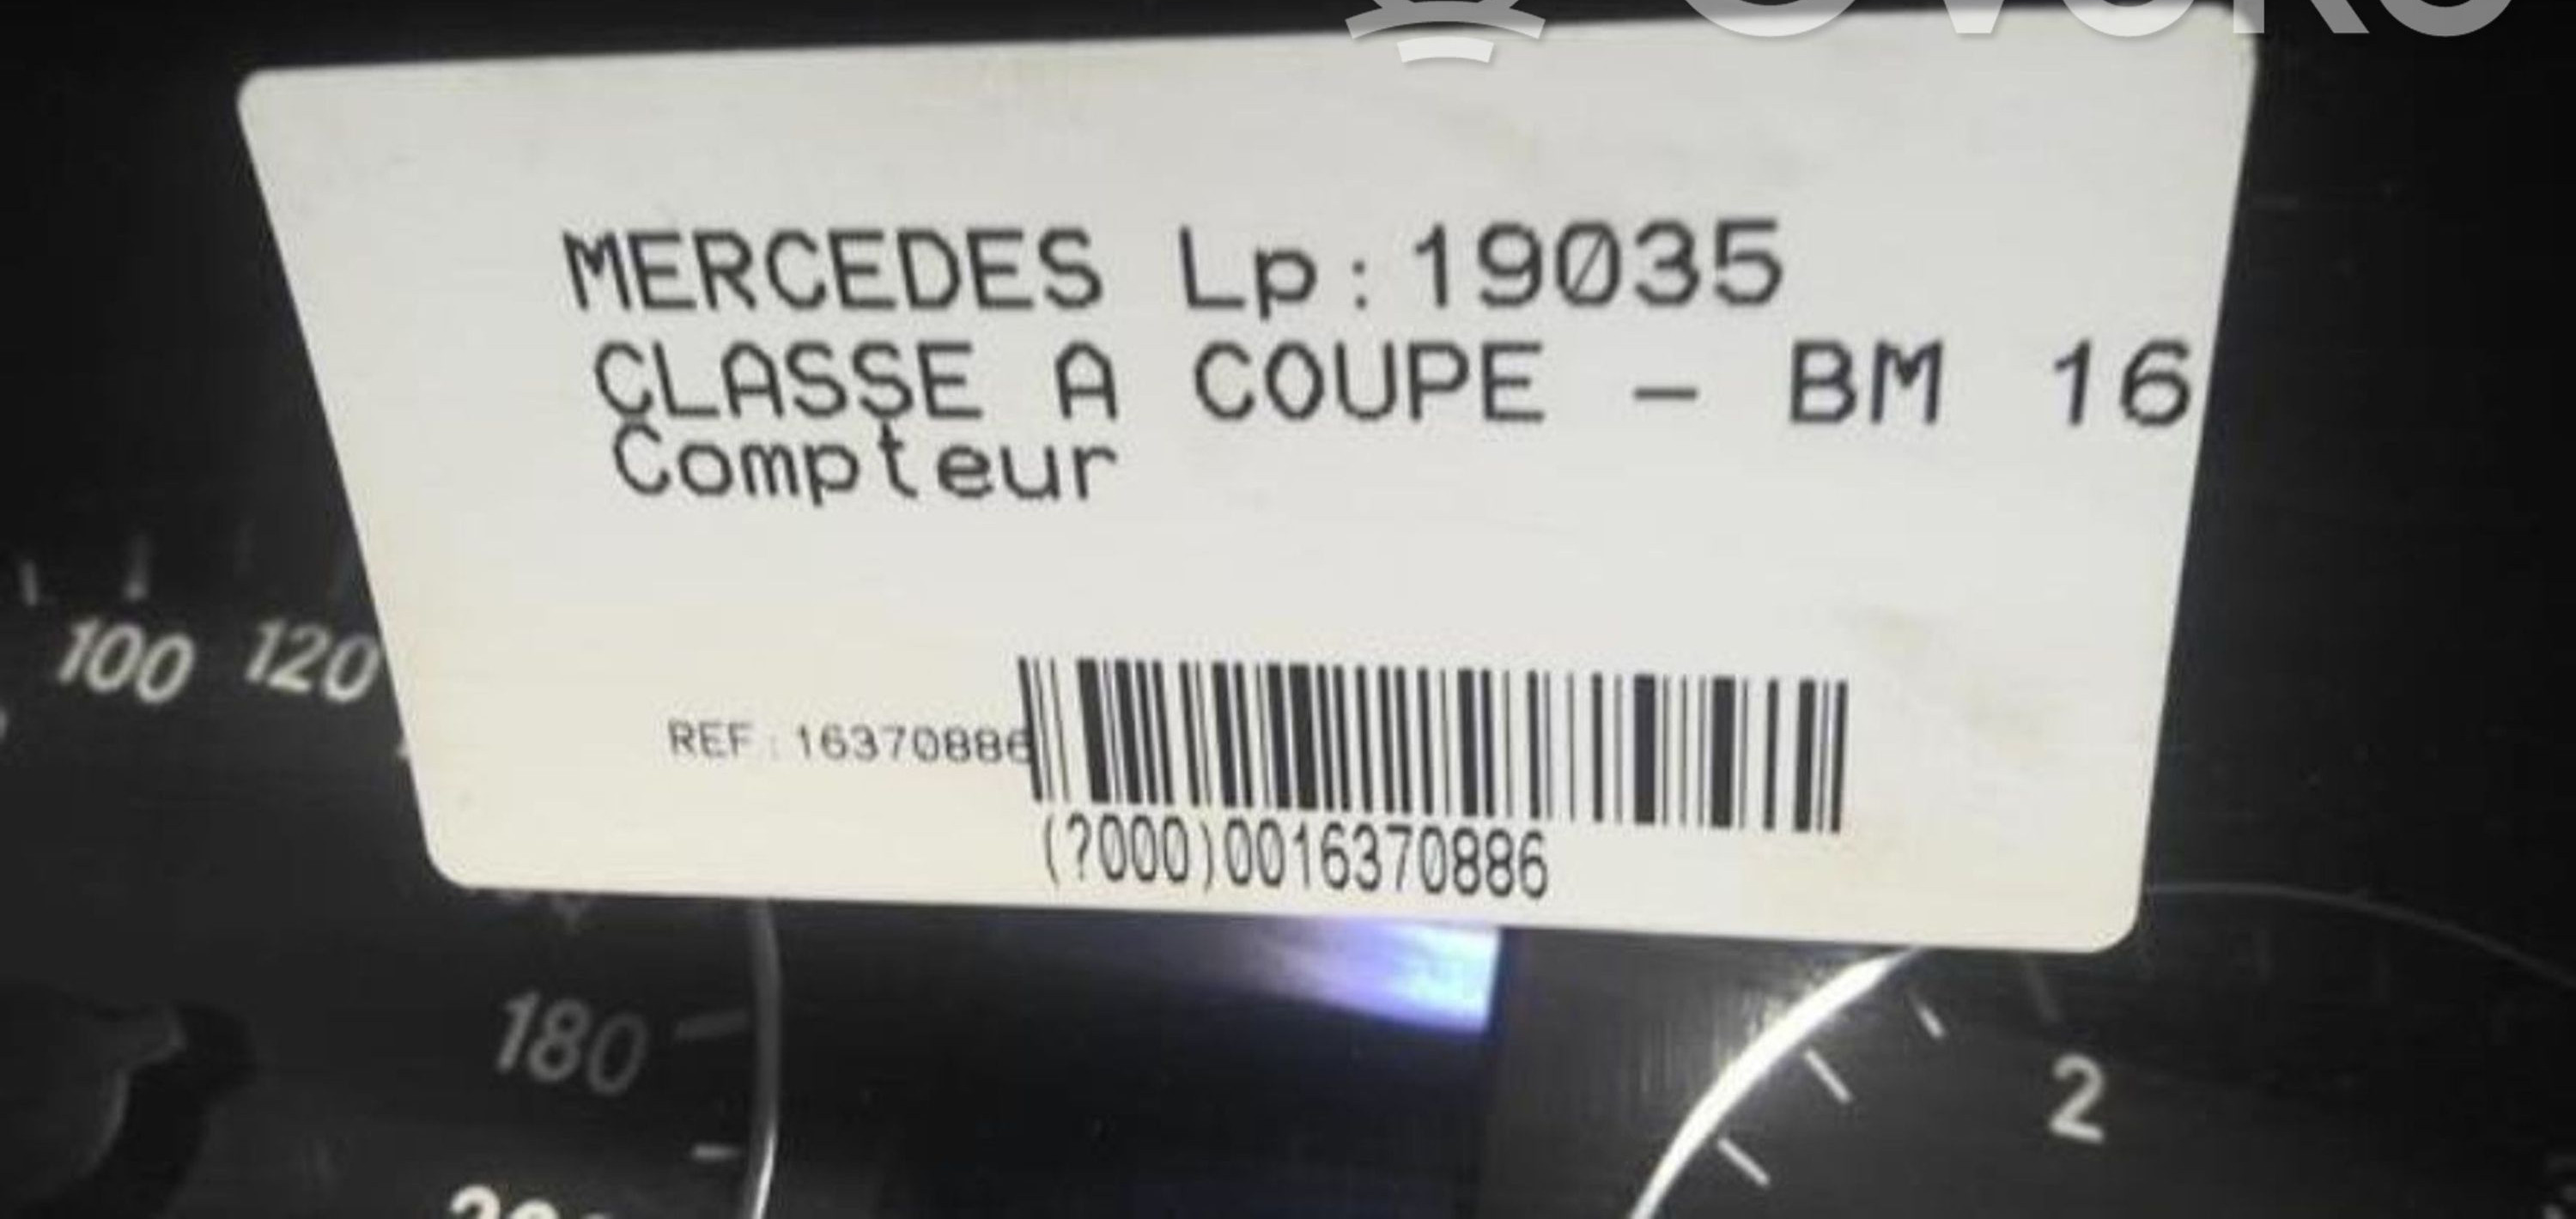 MERCEDES Lp:19035
CLASSE A COUPE - BM 16
Compteur
REF:16370886
(?000)0016370886
100 120
180
2